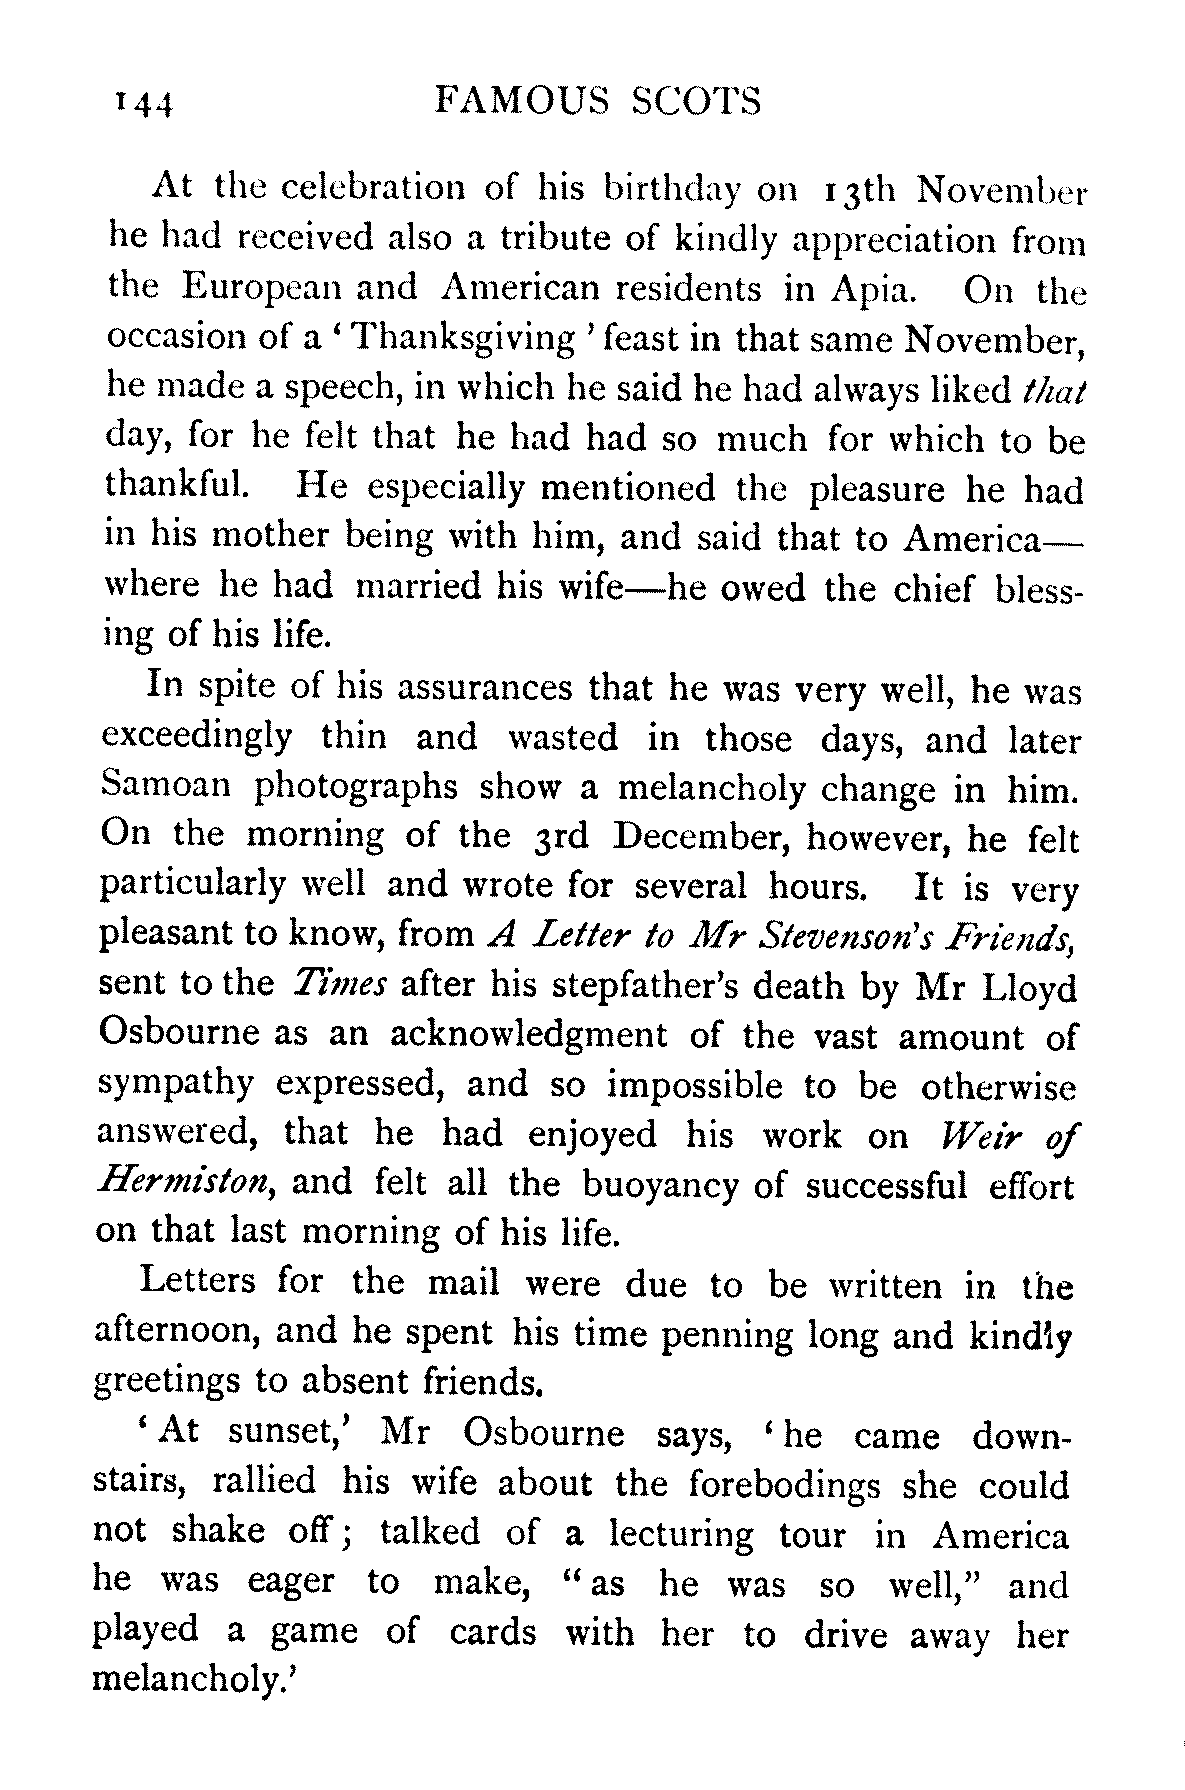 144 FAMOUS SCOTS
At the celebration of his birthday on 13th November
he had received also a tribute of kindly appreciation from
the European and American residents in Apia. On the
occasion of a ‘ Thanksgiving ’ feast in that same November,
he made a speech, in which he said he had always liked that
day, for he felt that he had had so much for which to be
thankful. He especially mentioned the pleasure he had
in his mother being with him, and said that to America—
where he had married his wife—he owed the chief bless-
ing of his life.
In spite of his assurances that he was very well, he was
exceedingly thin and wasted in those days, and later
Samoan photographs show a melancholy change in him.
On the morning of the 3rd December, however, he felt
particularly well and wrote for several hours. It is very
pleasant to know, from A Letter to Mr Stevenson's Friends,
sent to the Times after his stepfather’s death by Mr Lloyd
Osbourne as an acknowledgment of the vast amount of
sympathy expressed, and so impossible to be otherwise
answered, that he had enjoyed his work on Weir of
Hermiston, and felt all the buoyancy of successful effort
on that last morning of his life.
Letters for the mail were due to be written in the
afternoon, and he spent his time penning long and kindly
greetings to absent friends.
‘ At sunset,’ Mr Osbourne says, ‘ he came down-
stairs, rallied his wife about the forebodings she could
not shake off ; talked of a lecturing tour in America
he was eager to make, “ as he was so well,” and
played a game of cards with her to drive away her
melancholy.’